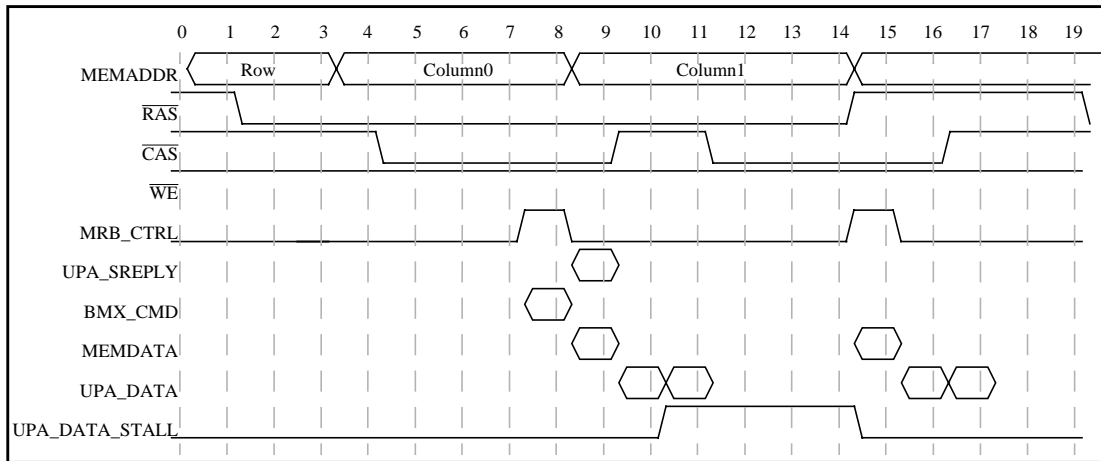 0 1 2 3 4 5 6 7 8 9 10 11 12 13 14 15 16 17 18 19
MEMADDR Row Column0 Column1
RAS
CAS
WE
MRB_CTRL
UPA_SREPLY
BMX_CMD
MEMDATA
UPA_DATA
UPA_DATA_STALL